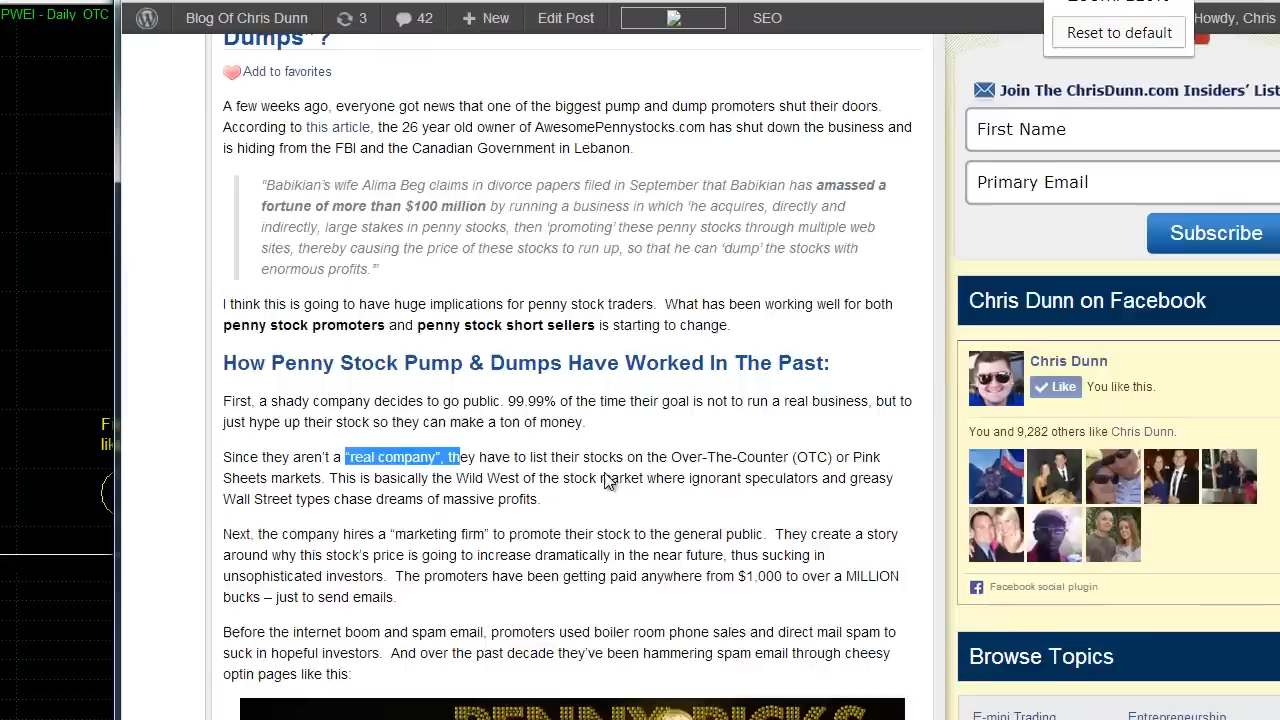 PWEI - Daily OTC
Blog Of Chris Dunn
3
42
New
Edit Post
SEO
Howdy, Chris
Reset to default
Dumps"?
Add to favorites
A few weeks ago, everyone got news that one of the biggest pump and dump promoters shut their doors.
According to this article, the 26 year old owner of AwesomePennystocks.com has shut down the business and
is hiding from the FBI and the Canadian Government in Lebanon.
“Babikian’s wife Alima Beg claims in divorce papers filed in September that Babikian has amassed a
fortune of more than $100 million by running a business in which ‘he acquires, directly and
indirectly, large stakes in penny stocks, then ‘promoting’ these penny stocks through multiple web
sites, thereby causing the price of these stocks to run up, so that he can ‘dump’ the stocks with
enormous profits.’”
I think this is going to have huge implications for penny stock traders. What has been working well for both
penny stock promoters and penny stock short sellers is starting to change.
How Penny Stock Pump & Dumps Have Worked In The Past:
First, a shady company decides to go public. 99.99% of the time their goal is not to run a real business, but to
just hype up their stock so they can make a ton of money.
Since they aren’t a “real company”, they have to list their stocks on the Over-The-Counter (OTC) or Pink
Sheets markets. This is basically the Wild West of the stock market where ignorant speculators and greasy
Wall Street types chase dreams of massive profits.
Next, the company hires a “marketing firm” to promote their stock to the general public. They create a story
around why this stock’s price is going to increase dramatically in the near future, thus sucking in
unsophisticated investors. The promoters have been getting paid anywhere from $1,000 to over a MILLION
bucks – just to send emails.
Before the internet boom and spam email, promoters used boiler room phone sales and direct mail spam to
suck in hopeful investors. And over the past decade they’ve been hammering spam email through cheesy
optin pages like this:
Join The ChrisDunn.com Insiders’ List
First Name
Primary Email
Subscribe
Chris Dunn on Facebook
Chris Dunn
Like
You like this.
You and 9,282 others like Chris Dunn.
Facebook social plugin
Browse Topics
E-mini Trading
Entrepreneurship